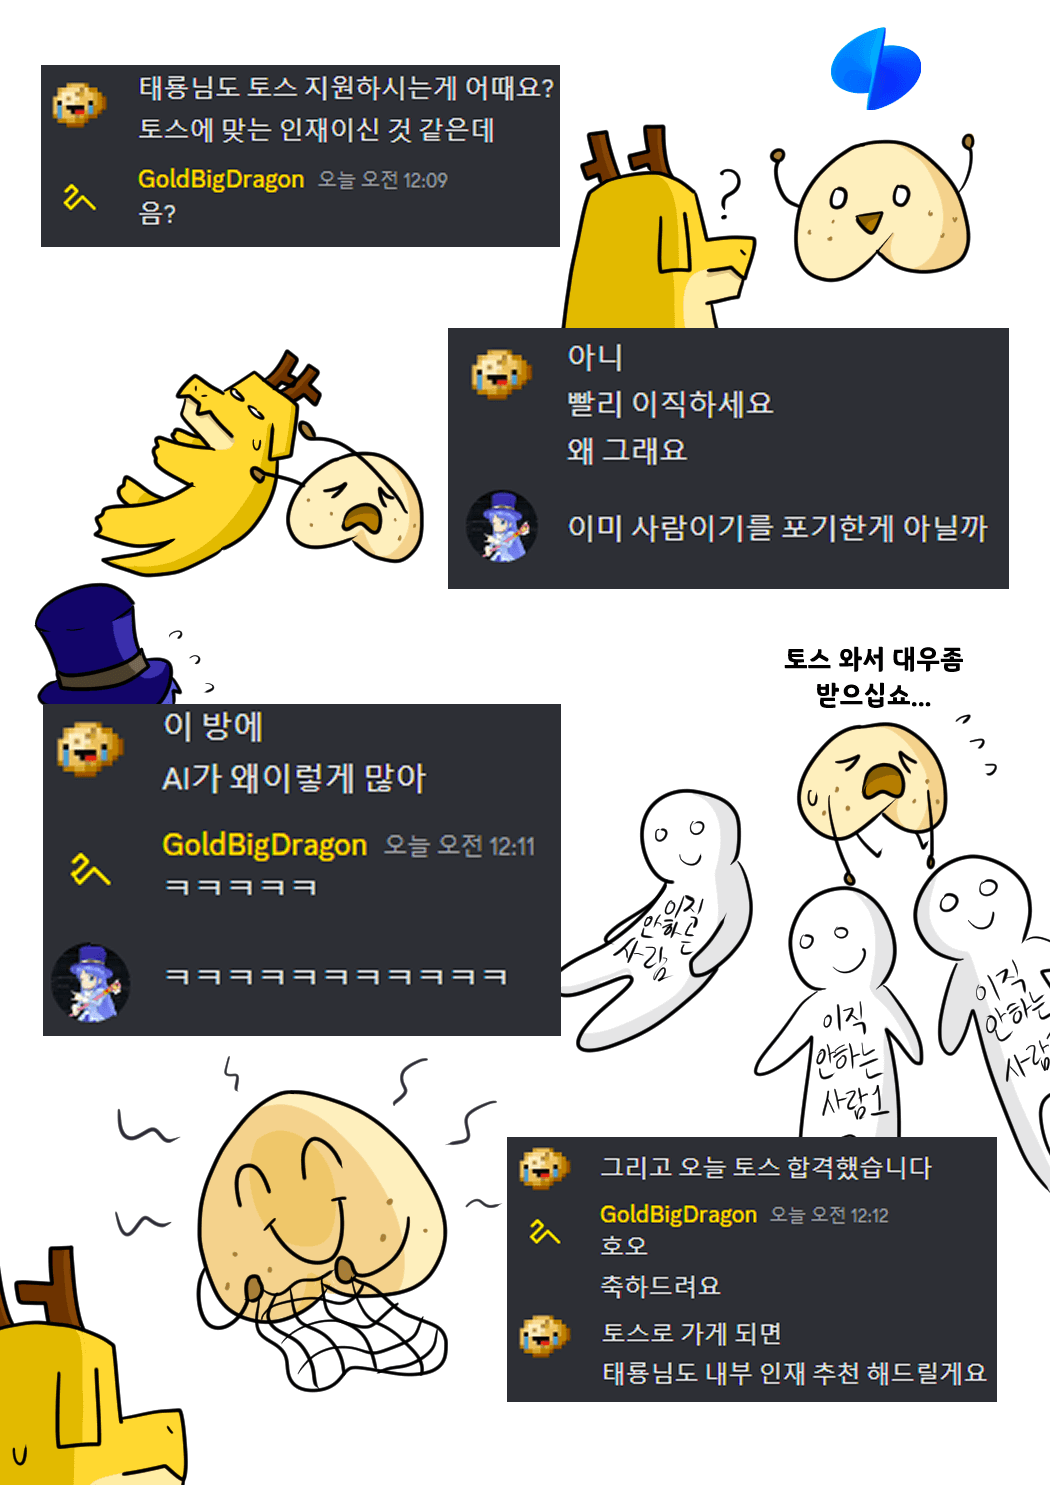 태룡님도 토스 지원하시는게 어때요?
토스에 맞는 인재이신 것 같은데
GoldBigDragon 오늘 오전 12:09
음?
?
아니
빨리 이직하세요
왜 그래요
이미 사람이기를 포기한게 아닐까
토스 와서 대우좀
받으십쇼...
이 방에
AI가 왜이렇게 많아
GoldBigDragon 오늘 오전 12:11
ㅋㅋㅋㅋㅋ
ㅋㅋㅋㅋㅋㅋㅋㅋㅋㅋㅋ
이직
안하는
사람
이직
안하는
사람1
이직
안하는
사람
그리고 오늘 토스 합격했습니다
GoldBigDragon 오늘 오전 12:12
호오
축하드려요
토스로 가게 되면
태룡님도 내부 인재 추천 해드릴게요